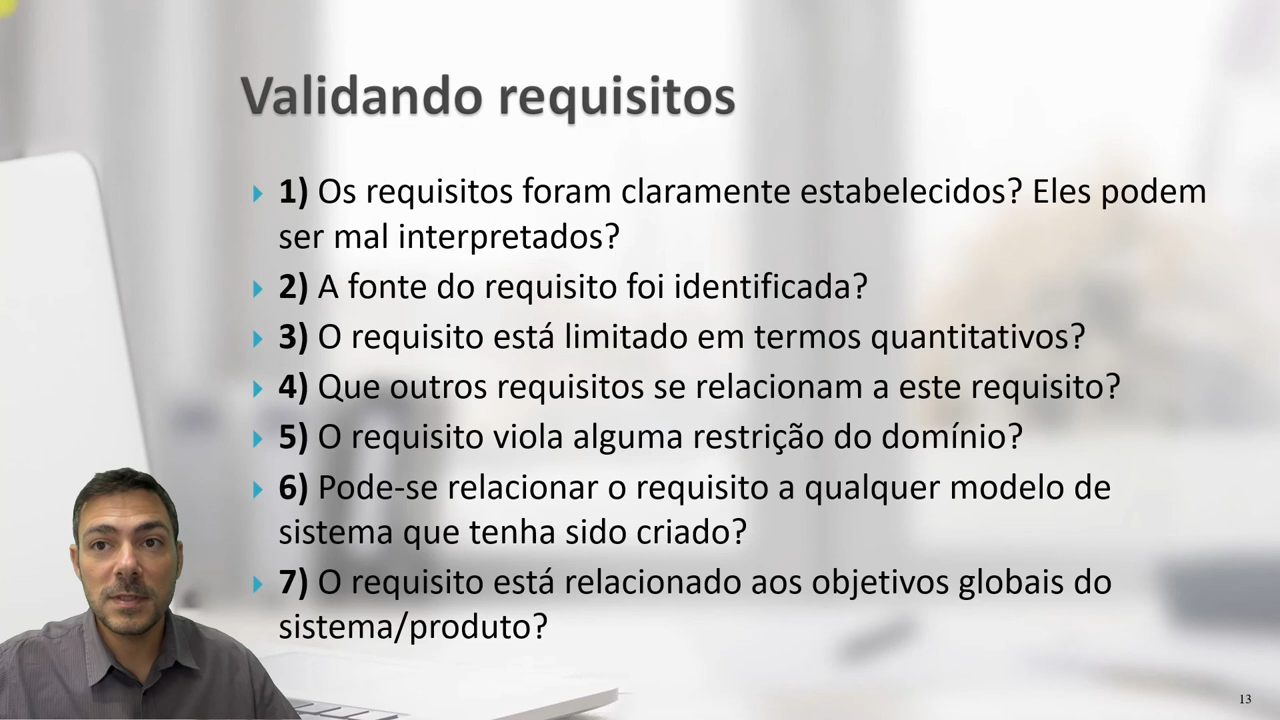 Validando requisitos
1) Os requisitos foram claramente estabelecidos? Eles podem
ser mal interpretados?
2) A fonte do requisito foi identificada?
3) O requisito está limitado em termos quantitativos?
4) Que outros requisitos se relacionam a este requisito?
5) O requisito viola alguma restrição do domínio?
6) Pode-se relacionar o requisito a qualquer modelo de
sistema que tenha sido criado?
7) O requisito está relacionado aos objetivos globais do
sistema/produto?
13